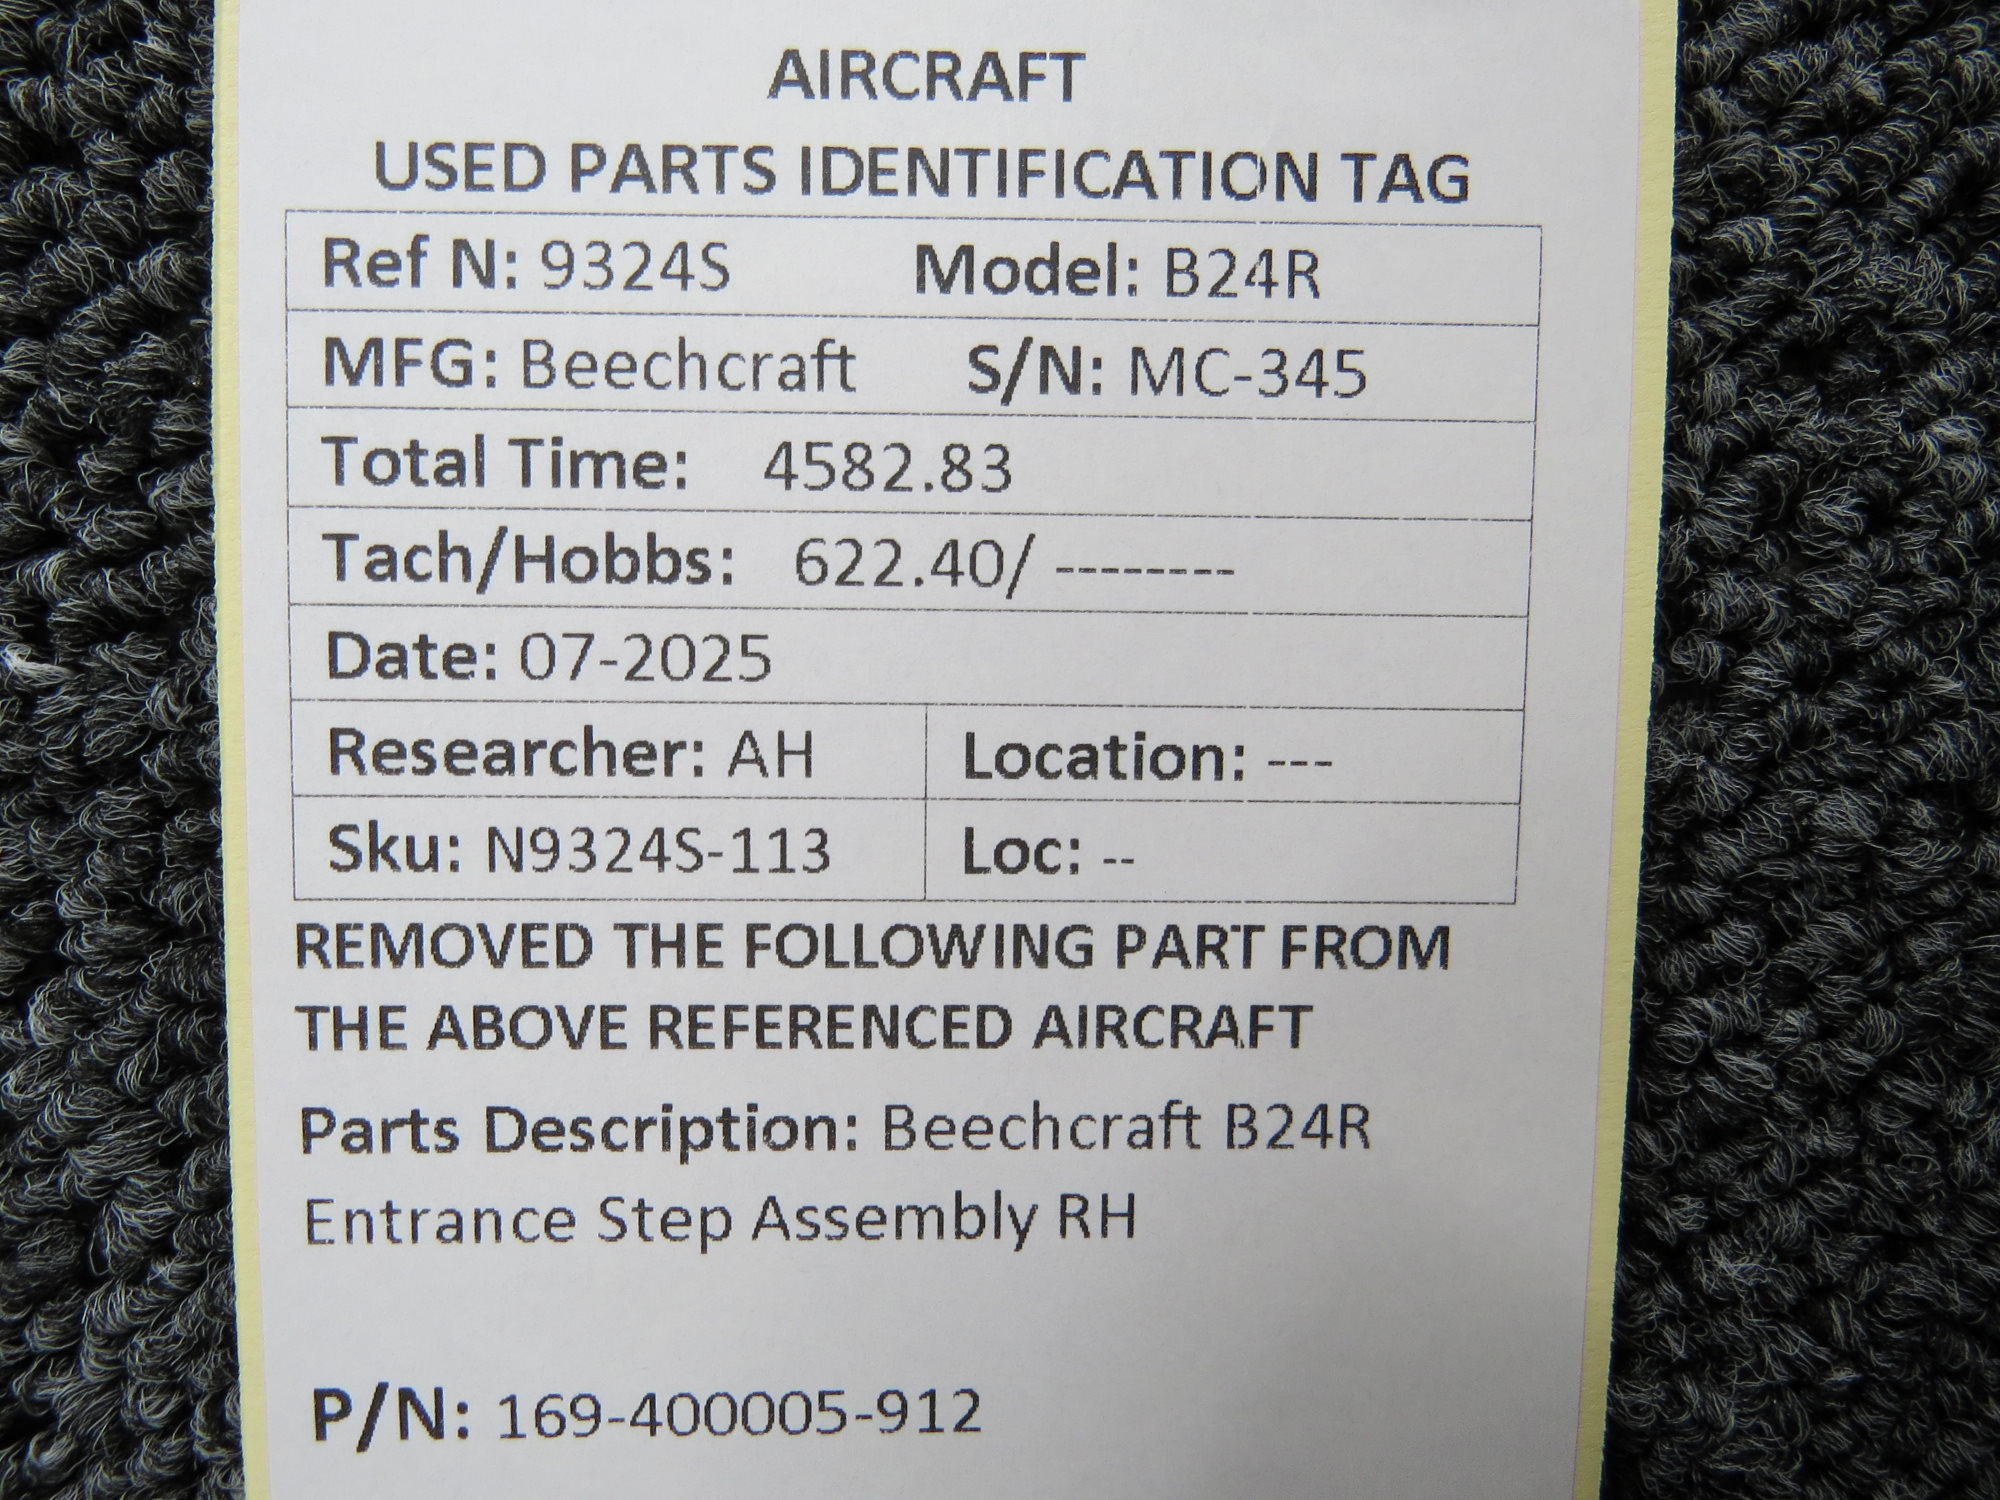 AIRCRAFT
USED PARTS IDENTIFICATION TAG
Ref N: 9324S Model: B24R
MFG: Beechcraft S/N: MC-345
Total Time: 4582.83
Tach/Hobbs: 622.40/ --------
Date: 07-2025
Researcher: AH Location: ---
Sku: N9324S-113 Loc: --
REMOVED THE FOLLOWING PART FROM
THE ABOVE REFERENCED AIRCRAFT
Parts Description: Beechcraft B24R
Entrance Step Assembly RH
P/N: 169-400005-912